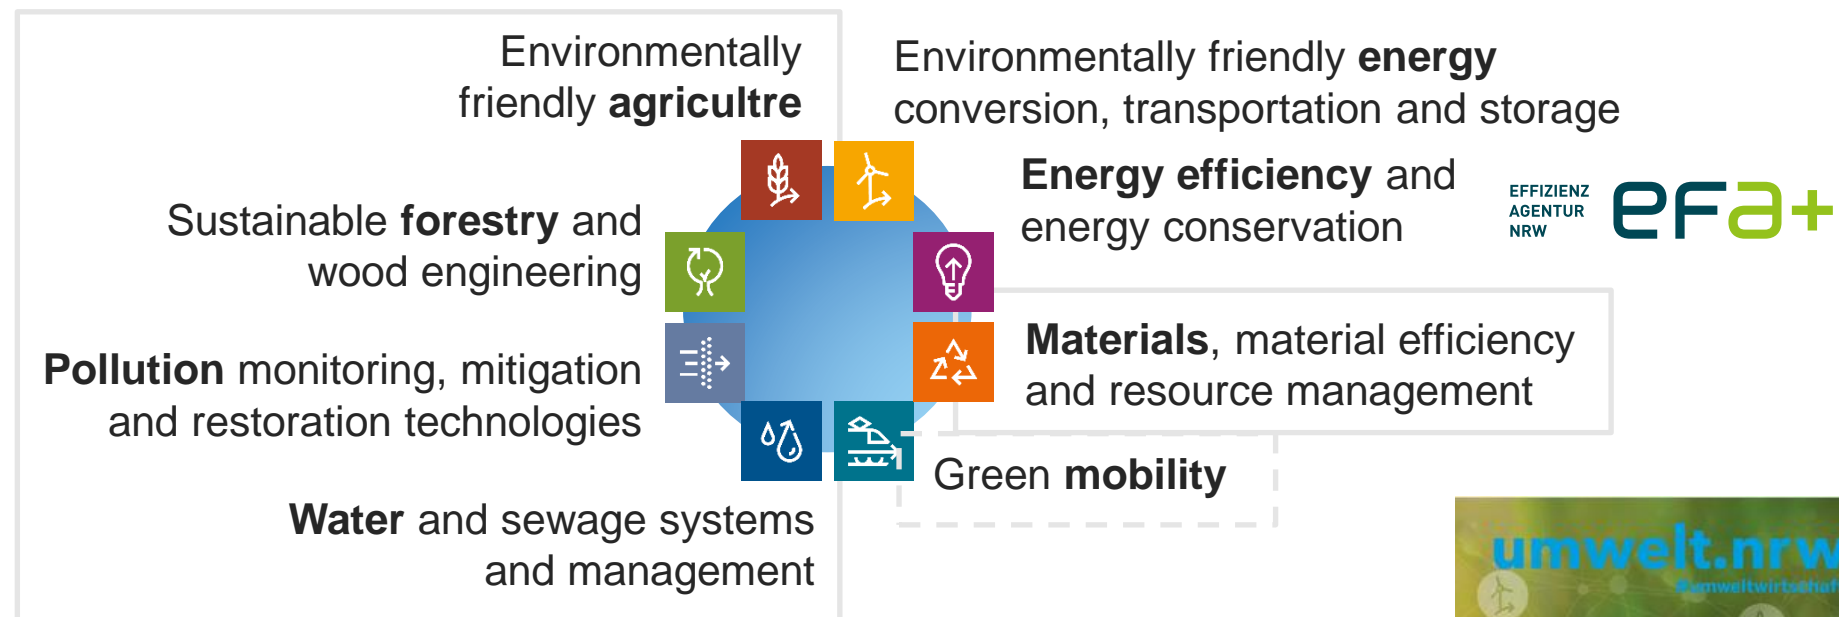 Environmentally
friendly agricultre
Environmentally friendly energy
conversion, transportation and storage
Sustainable forestry and
wood engineering
Energy efficiency and
energy conservation
EFFIZIENZ
AGENTUR
NRW
efa+
Pollution monitoring, mitigation
and restoration technologies
Materials, material efficiency
and resource management
Green mobility
Water and sewage systems
and management
umwelt.nrw
#umweltwirtschaft